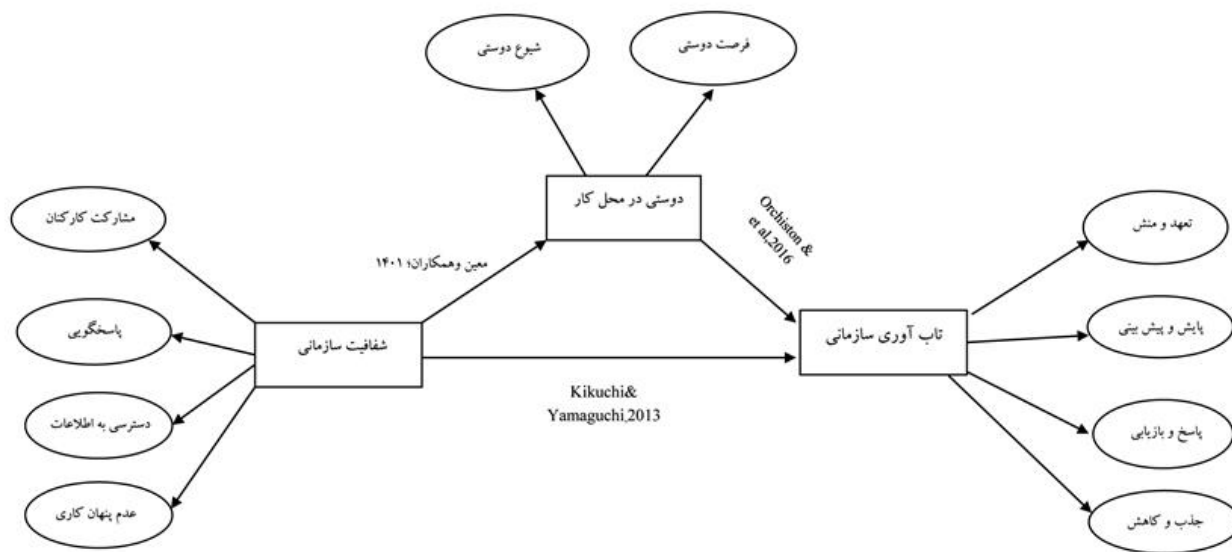 شیوع دوستی
فرصت دوستی
دوستی در محل کار
مشارکت کارکنان
پاسخگویی
دسترسی به اطلاعات
عدم پنهان کاری
شفافیت سازمانی
معین وهمکاران؛ ۱۴۰۱
Orchiston &
et al,2016
Kikuchi&
Yamaguchi,2013
تاب آوری سازمانی
تعهد و منش
پایش و پیش بینی
پاسخ و بازیابی
جذب و کاهش